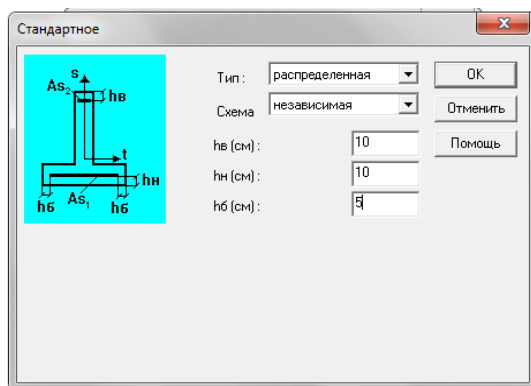 Стандартное
s
As2
hв
t
hн
hб
As1
hб
Тип :
распределенная
OK
Схема
независимая
Отменить
hв (см) :
10
Помощь
hн (см) :
10
hб (см) :
5